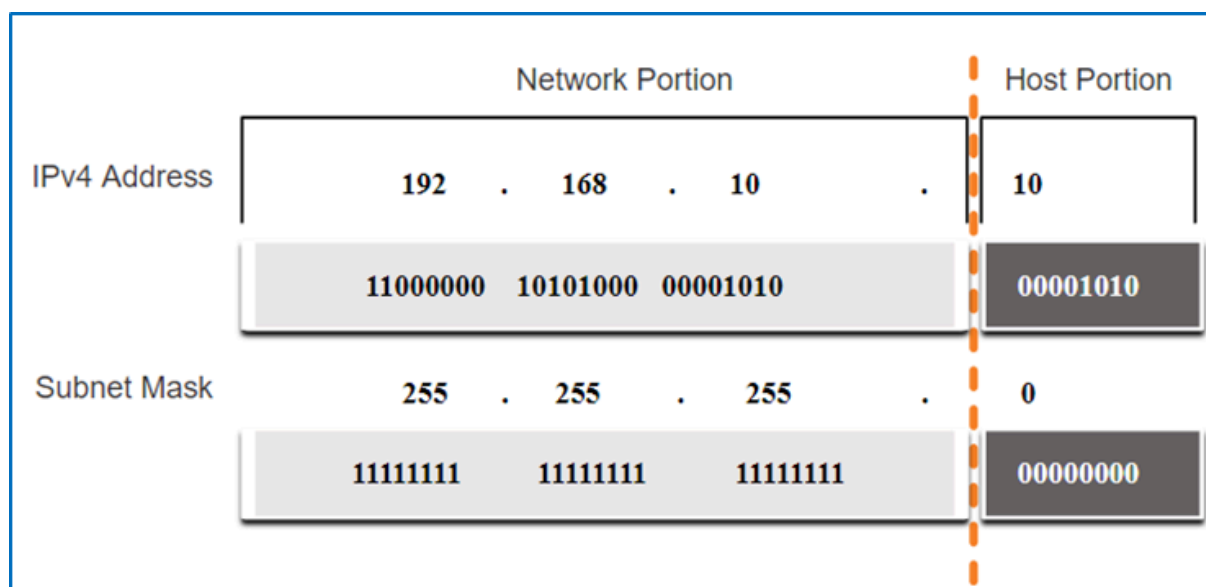 Network Portion Host Portion
IPv4 Address 192 . 168 . 10 . 10
11000000 10101000 00001010 00001010
Subnet Mask 255 . 255 . 255 . 0
11111111 11111111 11111111 00000000